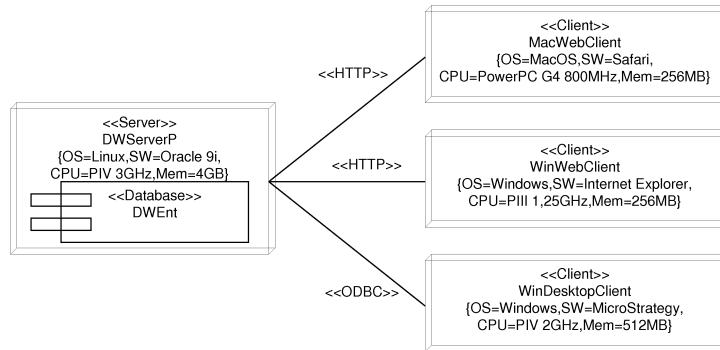 <<Server>>
DWServerP
{OS=Linux,SW=Oracle 9i,
CPU=PIV 3GHz,Mem=4GB}
<<Database>>
DWEnt
<<HTTP>>
<<HTTP>>
<<ODBC>>
<<Client>>
MacWebClient
{OS=MacOS,SW=Safari,
CPU=PowerPC G4 800MHz,Mem=256MB}
<<Client>>
WinWebClient
{OS=Windows,SW=Internet Explorer,
CPU=PIII 1,25GHz,Mem=256MB}
<<Client>>
WinDesktopClient
{OS=Windows,SW=MicroStrategy,
CPU=PIV 2GHz,Mem=512MB}